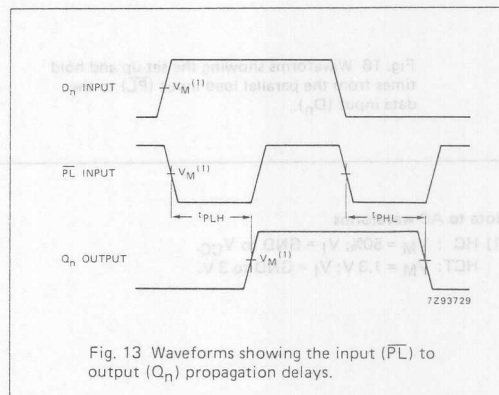 Dn INPUT
VM(1)
PL INPUT
VM(1)
tPLH
tPHL
Qn OUTPUT
VM(1)
7Z93729
Fig. 13 Waveforms showing the input (PL) to
output (Qn) propagation delays.